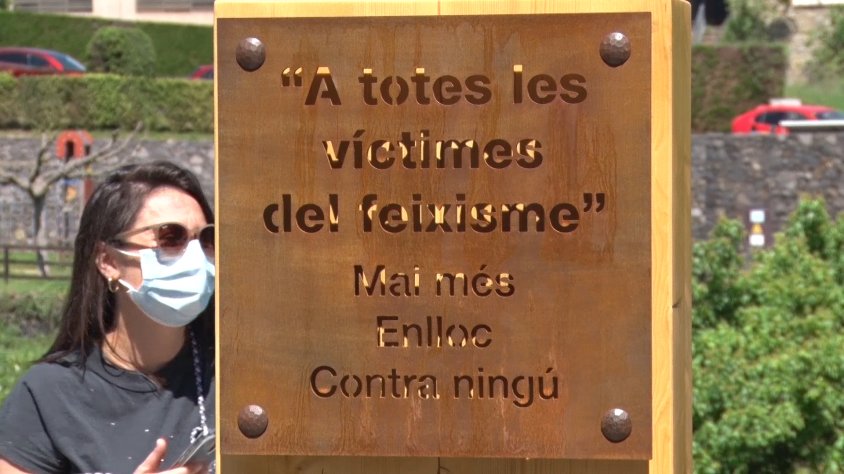 “A totes les
víctimes
del feixisme”
Mai més
Enlloc
Contra ningú